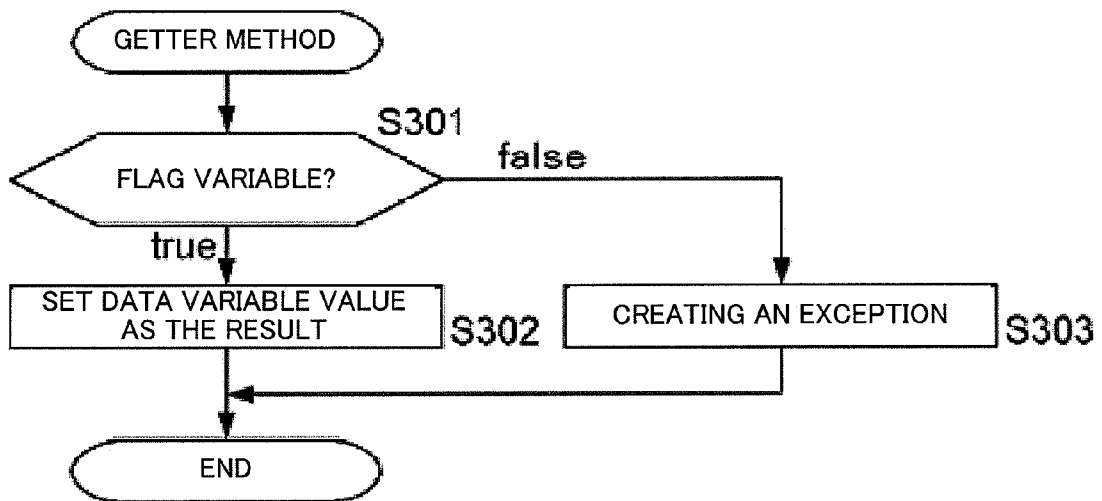 GETTER METHOD
S301
FLAG VARIABLE?
false
true
SET DATA VARIABLE VALUE
AS THE RESULT
S302
CREATING AN EXCEPTION
S303
END